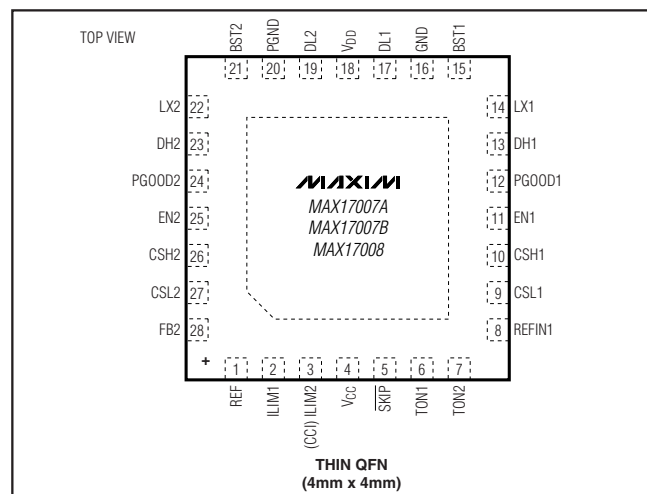 TOP VIEW
BST2
PGND
DL2
VDD
DL1
GND
BST1
21 20 19 18 17 16 15
LX2 22
DH2 23
PGOOD2 24
EN2 25
CSH2 26
CSL2 27
FB2 28
MAXIM
MAX17007A
MAX17007B
MAX17008
14 LX1
13 DH1
12 PGOOD1
11 EN1
10 CSH1
9 CSL1
8 REFIN1
+
1 2 3 4 5 6 7
REF
ILIM1
(CCI) ILIM2
VCC
SKIP
TON1
TON2
THIN QFN
(4mm x 4mm)